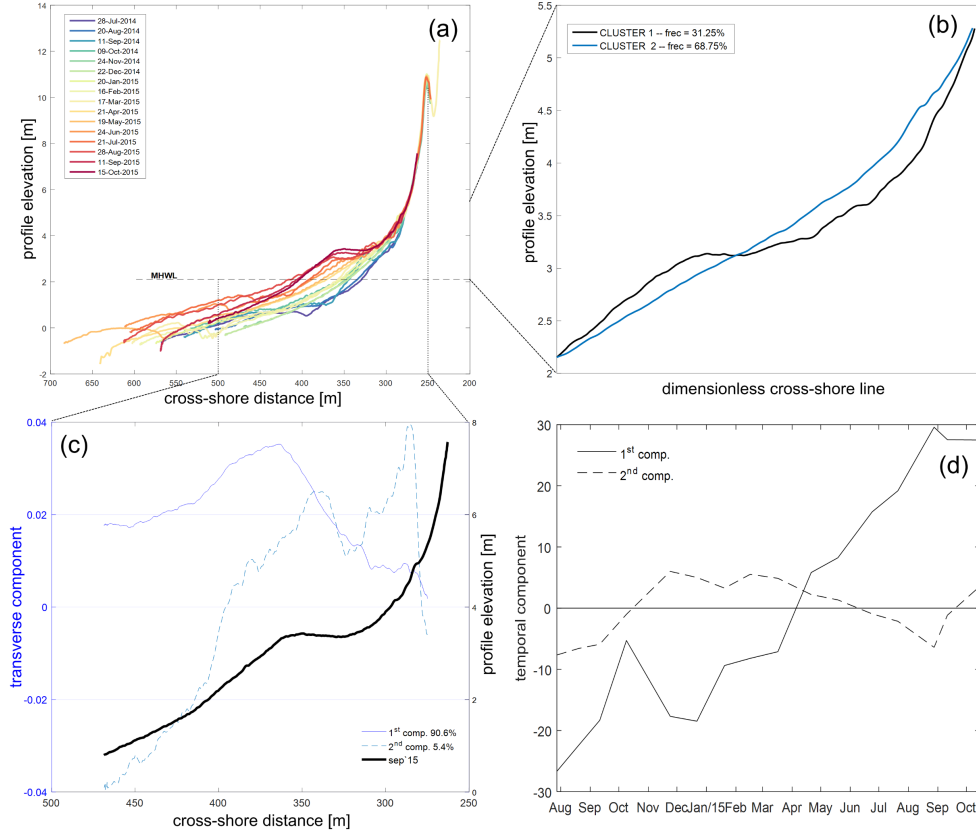 (a)
28-Jul-2014
20-Aug-2014
11-Sep-2014
09-Oct-2014
24-Nov-2014
22-Dec-2014
20-Jan-2015
16-Feb-2015
17-Mar-2015
21-Apr-2015
19-May-2015
24-Jun-2015
21-Jul-2015
28-Aug-2015
11-Sep-2015
15-Oct-2015
14
12
10
8
6
4
2
0
-2
profile elevation [m]
MHWL
700 650 600 550 500 450 400 350 300 250 200
cross-shore distance [m]
(b)
CLUSTER 1 -- frec = 31.25%
CLUSTER 2 -- frec = 68.75%
5.5
5
4.5
4
3.5
3
2.5
2
profile elevation [m]
dimensionless cross-shore line
(c)
0.04
0.02
0
-0.02
-0.04
transverse component
8
6
4
2
0
profile elevation [m]
1st comp. 90.6%
2nd comp. 5.4%
sep`15
500 450 400 350 300 250
cross-shore distance [m]
(d)
1st comp.
2nd comp.
30
20
10
0
-10
-20
-30
temporal component
Aug Sep Oct Nov Dec Jan/15 Feb Mar Apr May Jun Jul Aug Sep Oct